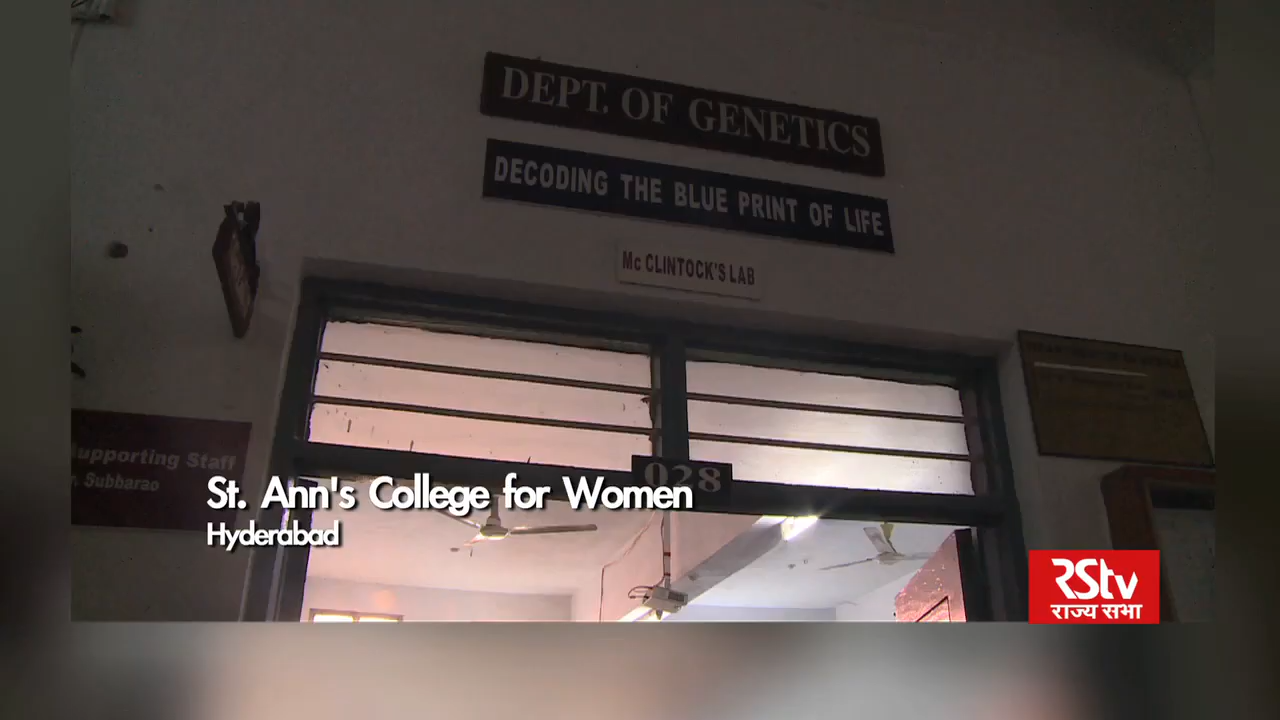 DEPT. OF GENETICS
DECODING THE BLUE PRINT OF LIFE
Mc CLINTOCK'S LAB
Supporting Staff
Subbarao
028
St. Ann's College for Women
Hyderabad
RStv
राज्य सभा